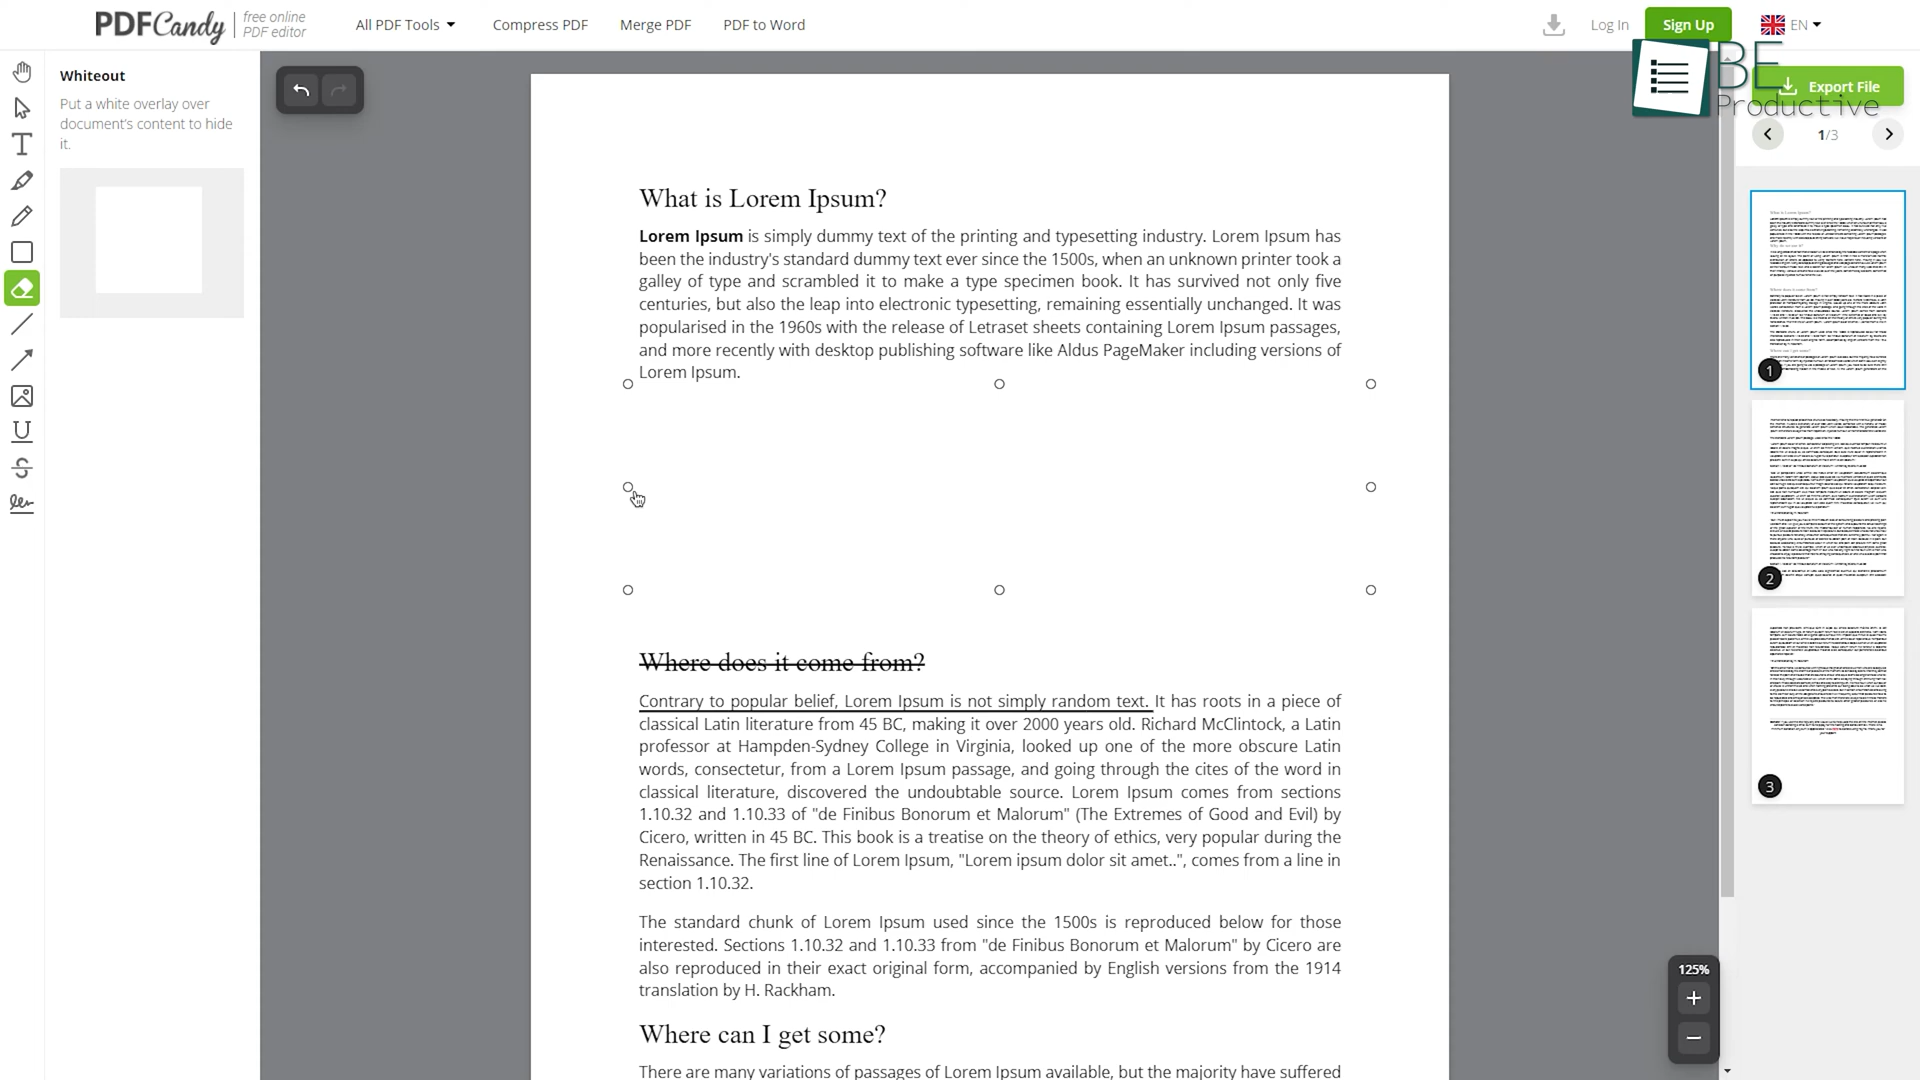 PDFCandy
free online
PDF editor
All PDF Tools
Compress PDF
Merge PDF
PDF to Word
Log In
Sign Up
EN
BE
Productive
Export File
1/3
Whiteout
Put a white overlay over
document's content to hide
it.
What is Lorem Ipsum?
Lorem Ipsum is simply dummy text of the printing and typesetting industry. Lorem Ipsum has
been the industry's standard dummy text ever since the 1500s, when an unknown printer took a
galley of type and scrambled it to make a type specimen book. It has survived not only five
centuries, but also the leap into electronic typesetting, remaining essentially unchanged. It was
popularised in the 1960s with the release of Letraset sheets containing Lorem Ipsum passages,
and more recently with desktop publishing software like Aldus PageMaker including versions of
Lorem Ipsum.
Where does it come from?
Contrary to popular belief, Lorem Ipsum is not simply random text. It has roots in a piece of
classical Latin literature from 45 BC, making it over 2000 years old. Richard McClintock, a Latin
professor at Hampden-Sydney College in Virginia, looked up one of the more obscure Latin
words, consectetur, from a Lorem Ipsum passage, and going through the cites of the word in
classical literature, discovered the undoubtable source. Lorem Ipsum comes from sections
1.10.32 and 1.10.33 of "de Finibus Bonorum et Malorum" (The Extremes of Good and Evil) by
Cicero, written in 45 BC. This book is a treatise on the theory of ethics, very popular during the
Renaissance. The first line of Lorem Ipsum, "Lorem ipsum dolor sit amet..", comes from a line in
section 1.10.32.
The standard chunk of Lorem Ipsum used since the 1500s is reproduced below for those
interested. Sections 1.10.32 and 1.10.33 from "de Finibus Bonorum et Malorum" by Cicero are
also reproduced in their exact original form, accompanied by English versions from the 1914
translation by H. Rackham.
Where can I get some?
There are many variations of passages of Lorem Ipsum available, but the majority have suffered
1
2
3
125%